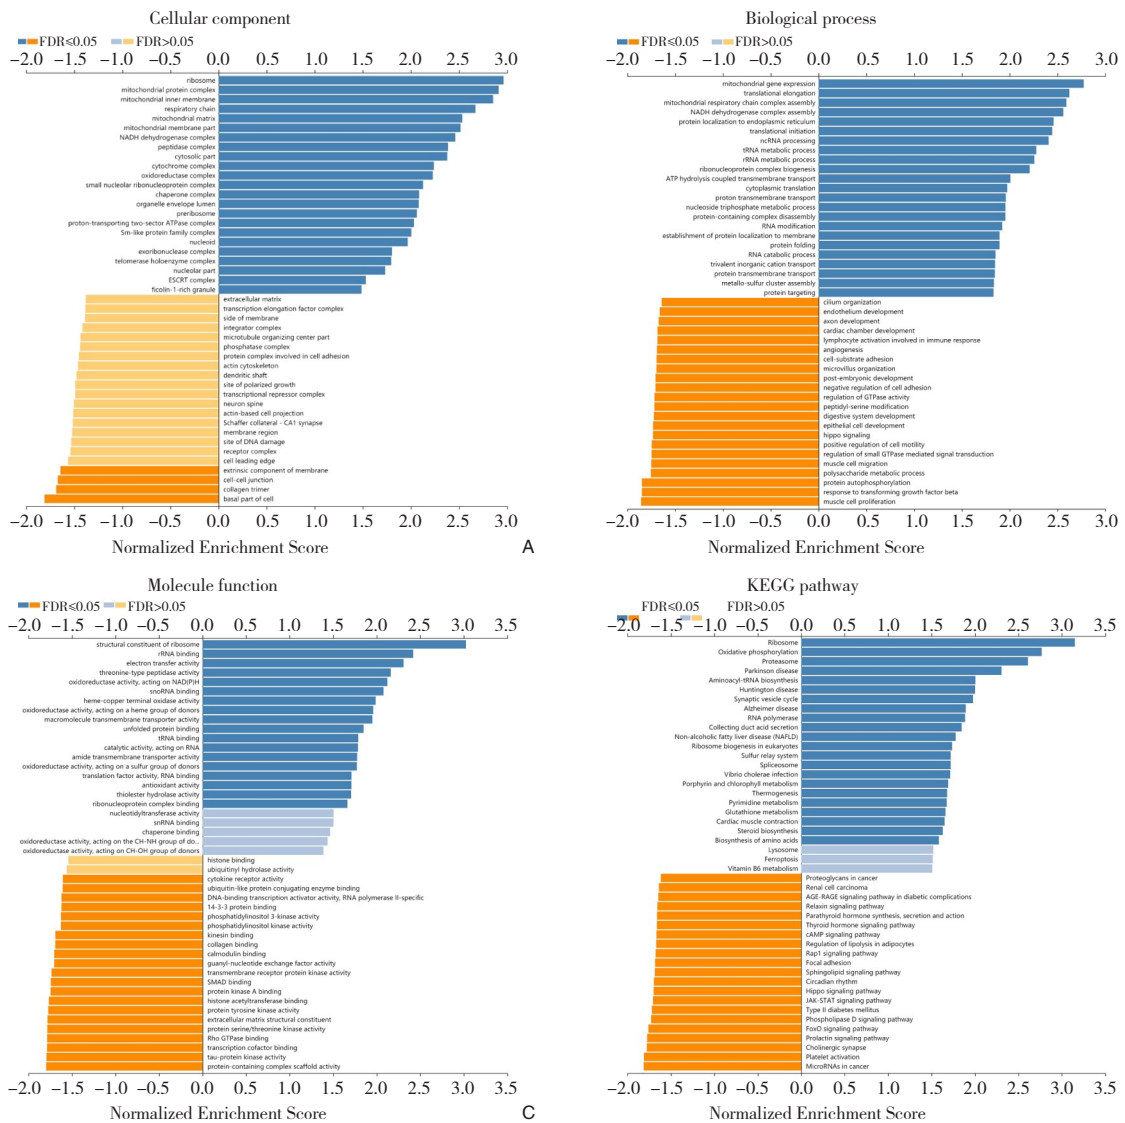 Cellular component
FDR≤0.05 FDR>0.05
−2.0 −1.5 −1.0 −0.5 0.0 0.5 1.0 1.5 2.0 2.5 3.0
ribosome
mitochondrial protein complex
mitochondrial inner membrane
respiratory chain
mitochondrial matrix
mitochondrial membrane part
NADH dehydrogenase complex
peptidase complex
cytosolic part
cytochrome complex
oxidoreductase complex
small nucleolar ribonucleoprotein complex
chaperone complex
organelle envelope lumen
preribosome
proton-transporting two-sector ATPase complex
Sm-like protein family complex
nucleoid
exoribonuclease complex
telomerase holoenzyme complex
nucleolar part
ESCRT complex
ficolin-1-rich granule
extracellular matrix
transcription elongation factor complex
side of membrane
integrator complex
microtubule organizing center part
phosphatase complex
protein complex involved in cell adhesion
actin cytoskeleton
dendritic shaft
site of polarized growth
transcriptional repressor complex
neuron spine
actin-based cell projection
Schaffer collateral - CA1 synapse
membrane region
site of DNA damage
receptor complex
cell leading edge
extrinsic component of membrane
cell-cell junction
collagen trimer
basal part of cell
−2.0 −1.5 −1.0 −0.5 0.0 0.5 1.0 1.5 2.0 2.5 3.0
Normalized Enrichment Score
A
Biological process
FDR≤0.05 FDR>0.05
−2.0 −1.5 −1.0 −0.5 0.0 0.5 1.0 1.5 2.0 2.5 3.0
mitochondrial gene expression
translational elongation
mitochondrial respiratory chain complex assembly
NADH dehydrogenase complex assembly
protein localization to endoplasmic reticulum
translational initiation
ncRNA processing
tRNA metabolic process
rRNA metabolic process
ribonucleoprotein complex biogenesis
ATP hydrolysis coupled transmembrane transport
cytoplasmic translation
proton transmembrane transport
nucleoside triphosphate metabolic process
protein-containing complex disassembly
RNA modification
establishment of protein localization to membrane
protein folding
RNA catabolic process
trivalent inorganic cation transport
protein transmembrane transport
metallo-sulfur cluster assembly
protein targeting
cilium organization
endothelium development
axon development
cardiac chamber development
lymphocyte activation involved in immune response
angiogenesis
cell-substrate adhesion
microvillus organization
post-embryonic development
negative regulation of cell adhesion
regulation of GTPase activity
peptidyl-serine modification
digestive system development
epithelial cell development
hippo signaling
positive regulation of cell motility
regulation of small GTPase mediated signal transduction
muscle cell migration
polysaccharide metabolic process
protein autophosphorylation
response to transforming growth factor beta
muscle cell proliferation
−2.0 −1.5 −1.0 −0.5 0.0 0.5 1.0 1.5 2.0 2.5 3.0
Normalized Enrichment Score
Molecule function
FDR≤0.05 FDR>0.05
−2.0 −1.5 −1.0 −0.5 0.0 0.5 1.0 1.5 2.0 2.5 3.0 3.5
structural constituent of ribosome
rRNA binding
electron transfer activity
threonine-type peptidase activity
oxidoreductase activity, acting on NAD(P)H
snoRNA binding
heme-copper terminal oxidase activity
oxidoreductase activity, acting on a heme group of donors
macromolecule transmembrane transporter activity
unfolded protein binding
tRNA binding
catalytic activity, acting on RNA
amide transmembrane transporter activity
oxidoreductase activity, acting on a sulfur group of donors
translation factor activity, RNA binding
antioxidant activity
thiolester hydrolase activity
ribonucleoprotein complex binding
nucleotidyltransferase activity
snRNA binding
chaperone binding
oxidoreductase activity, acting on the CH-NH group of do...
oxidoreductase activity, acting on CH-OH group of donors
histone binding
ubiquitinyl hydrolase activity
cytokine receptor activity
ubiquitin-like protein conjugating enzyme binding
DNA-binding transcription activator activity, RNA polymerase II-specific
14-3-3 protein binding
phosphatidylinositol 3-kinase activity
phosphatidylinositol kinase activity
kinesin binding
collagen binding
calmodulin binding
guanyl-nucleotide exchange factor activity
transmembrane receptor protein kinase activity
SMAD binding
protein kinase A binding
histone acetyltransferase binding
protein tyrosine kinase activity
extracellular matrix structural constituent
protein serine/threonine kinase activity
Rho GTPase binding
transcription cofactor binding
tau-protein kinase activity
protein-containing complex scaffold activity
−2.0 −1.5 −1.0 −0.5 0.0 0.5 1.0 1.5 2.0 2.5 3.0 3.5
Normalized Enrichment Score
C
KEGG pathway
FDR≤0.05 FDR>0.05
−2.0 −1.5 −1.0 −0.5 0.0 0.5 1.0 1.5 2.0 2.5 3.0 3.5
Ribosome
Oxidative phosphorylation
Proteasome
Parkinson disease
Aminoacyl-tRNA biosynthesis
Huntington disease
Synaptic vesicle cycle
Alzheimer disease
RNA polymerase
Collecting duct acid secretion
Non-alcoholic fatty liver disease (NAFLD)
Ribosome biogenesis in eukaryotes
Sulfur relay system
Spliceosome
Vibrio cholerae infection
Porphyrin and chlorophyll metabolism
Thermogenesis
Pyrimidine metabolism
Glutathione metabolism
Cardiac muscle contraction
Steroid biosynthesis
Biosynthesis of amino acids
Lysosome
Ferroptosis
Vitamin B6 metabolism
Proteoglycans in cancer
Renal cell carcinoma
AGE-RAGE signaling pathway in diabetic complications
Relaxin signaling pathway
Parathyroid hormone synthesis, secretion and action
Thyroid hormone signaling pathway
cAMP signaling pathway
Regulation of lipolysis in adipocytes
Rap1 signaling pathway
Focal adhesion
Sphingolipid signaling pathway
Circadian rhythm
Hippo signaling pathway
JAK-STAT signaling pathway
Type II diabetes mellitus
Phospholipase D signaling pathway
FoxO signaling pathway
Prolactin signaling pathway
Cholinergic synapse
Platelet activation
MicroRNAs in cancer
−2.0 −1.5 −1.0 −0.5 0.0 0.5 1.0 1.5 2.0 2.5 3.0 3.5
Normalized Enrichment Score